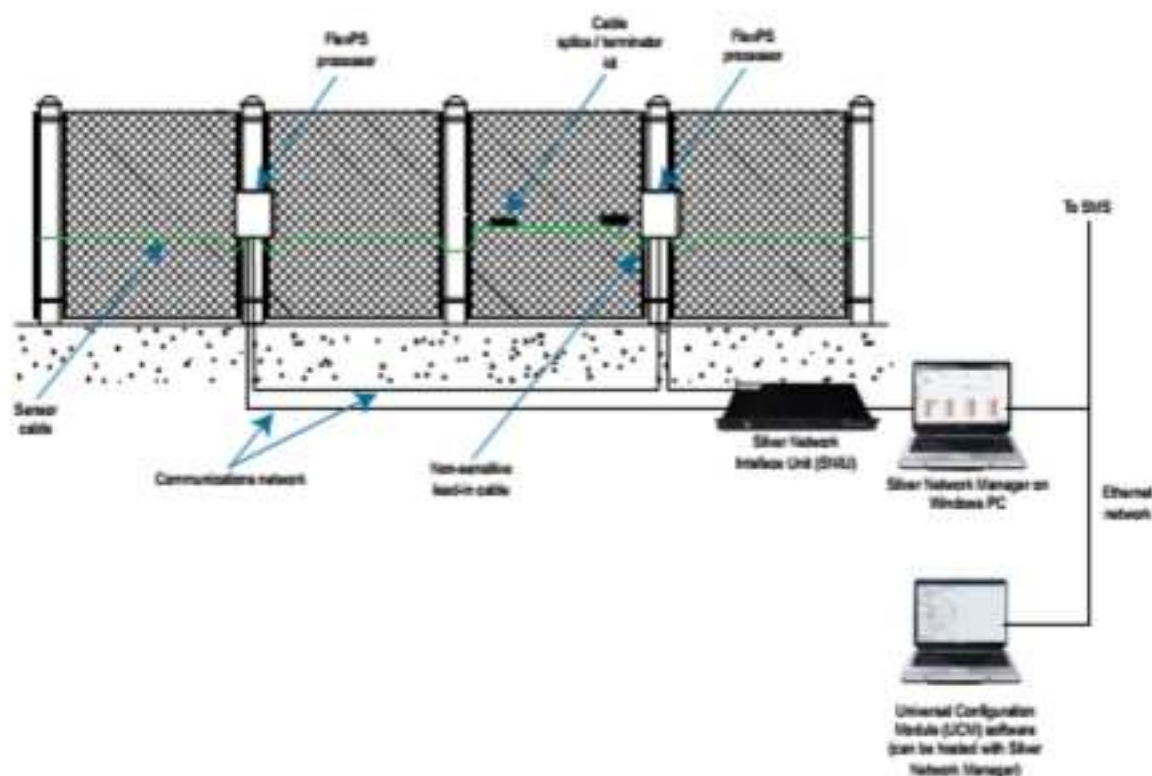 FlexPS
processor
Cable
splice / terminator
kit
FlexPS
processor
To SMS
Sensor
cable
Communications network
Non-sensitive
lead-in cable
Silver Network
Interface Unit (SNIU)
Silver Network Manager on
Windows PC
Ethernet
network
Universal Configuration
Module (UCM) software
(can be hosted with Silver
Network Manager)